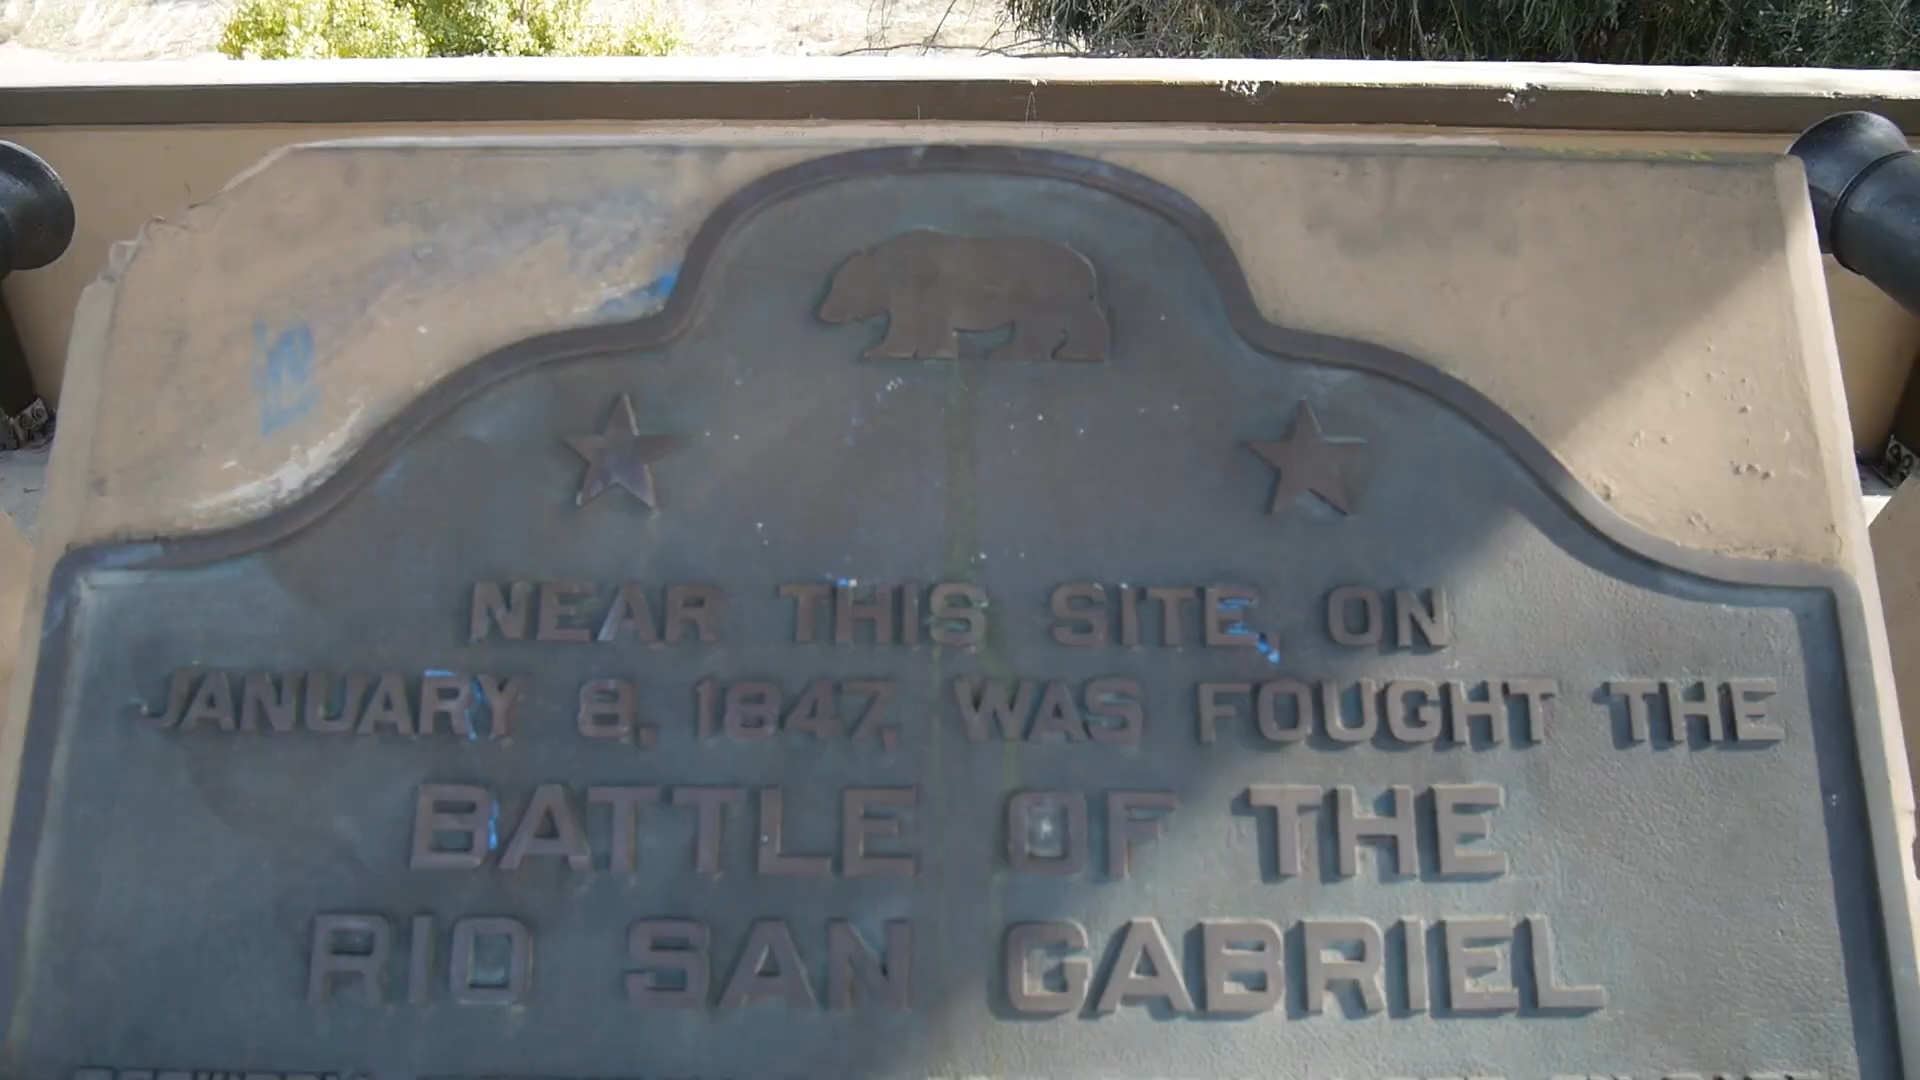 NEAR THIS SITE, ON
JANUARY 8, 1847, WAS FOUGHT THE
BATTLE OF THE
RIO SAN GABRIEL